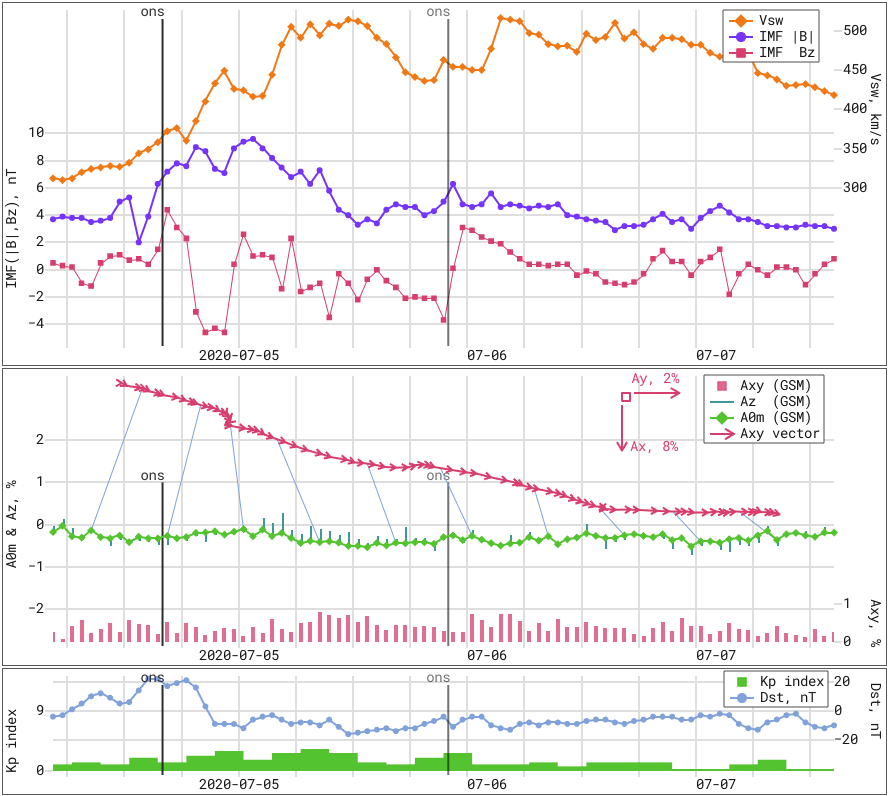 ons
ons
Vsw
IMF |B|
IMF Bz
500
450
400
350
300
Vsw, km/s
10
8
6
4
2
0
−2
−4
IMF(|B|,Bz), nT
2020-07-05
07-06
07-07
Ay, 2%
Ax, 8%
Axy (GSM)
Az (GSM)
A0m (GSM)
Axy vector
ons
ons
2
1
0
−1
−2
A0m & Az, %
1
0
Axy, %
2020-07-05
07-06
07-07
ons
ons
Kp index
Dst, nT
20
0
−20
Dst, nT
9
0
Kp index
2020-07-05
07-06
07-07